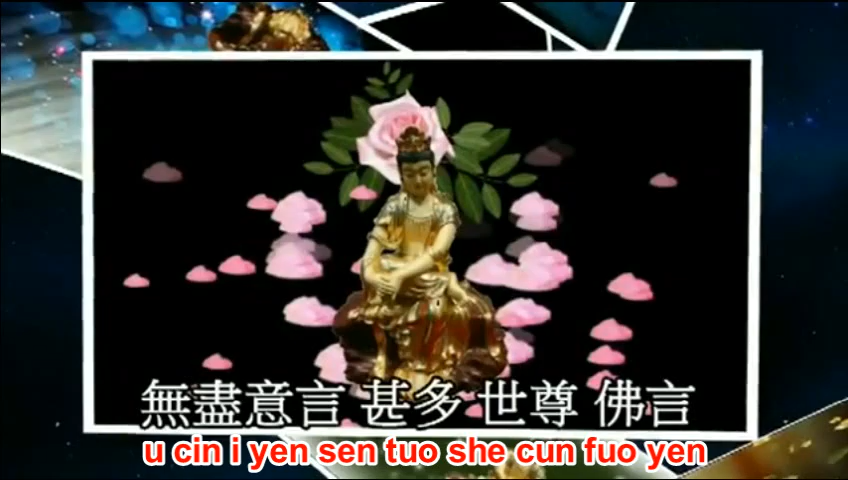 無盡意言 甚多 世尊 佛言
u cin i yen sen tuo she cun fuo yen